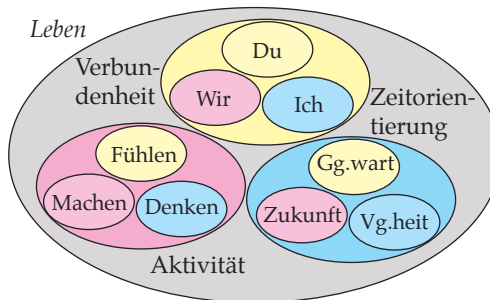 Leben
Du
Verbun-
denheit
Wir
Ich
Zeitorien-
tierung
Fühlen
Machen
Denken
Gg.wart
Zukunft
Vg.heit
Aktivität